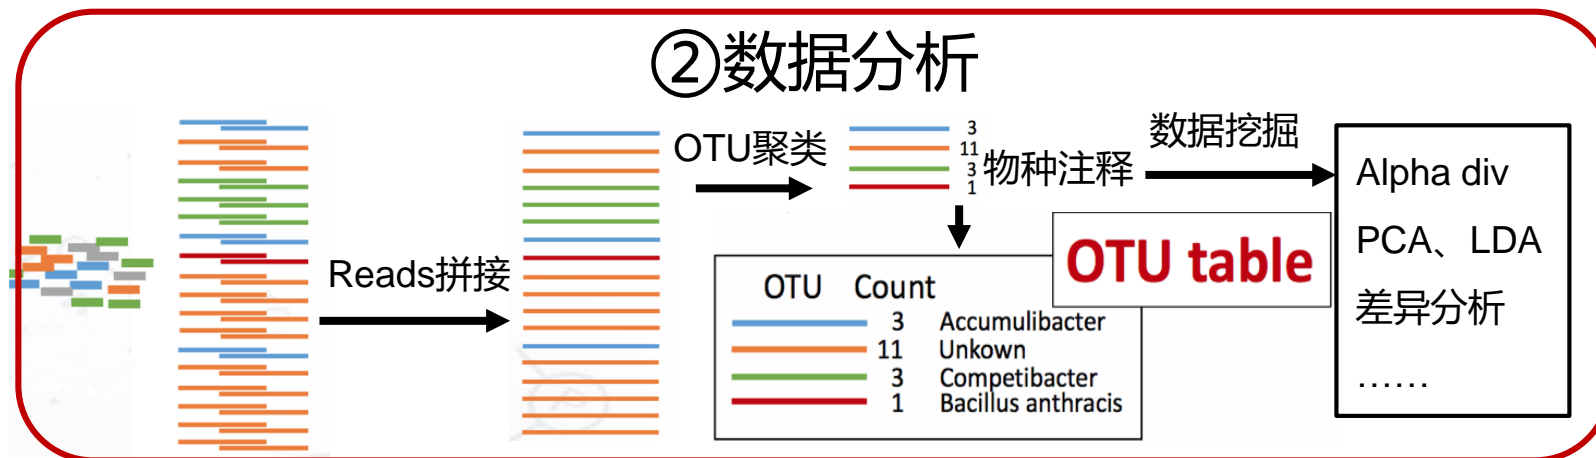 ②数据分析
Reads拼接
OTU聚类
3
11
3
1
物种注释
数据挖掘
OTU table
OTU Count
3 Accumulibacter
11 Unkown
3 Competibacter
1 Bacillus anthracis
Alpha div
PCA、LDA
差异分析
……